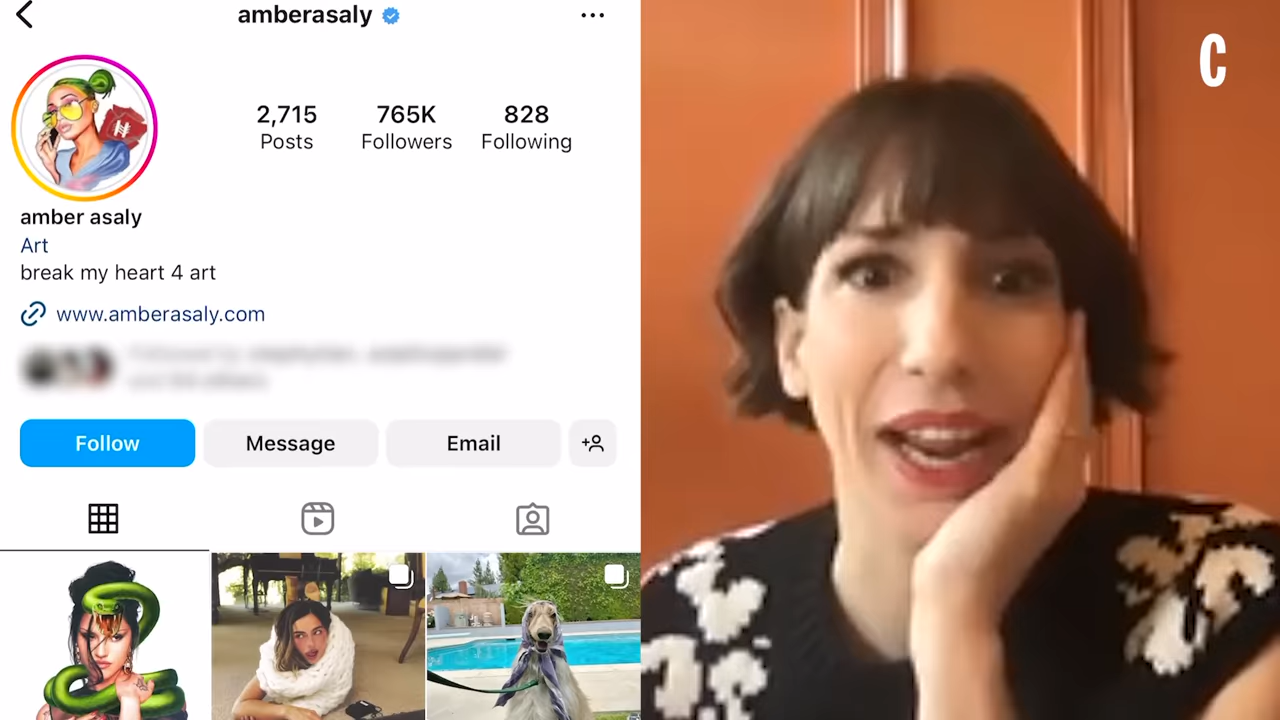 amberasaly
2,715 765K 828
Posts Followers Following
amber asaly
Art
break my heart 4 art
www.amberasaly.com
Follow Message Email
C